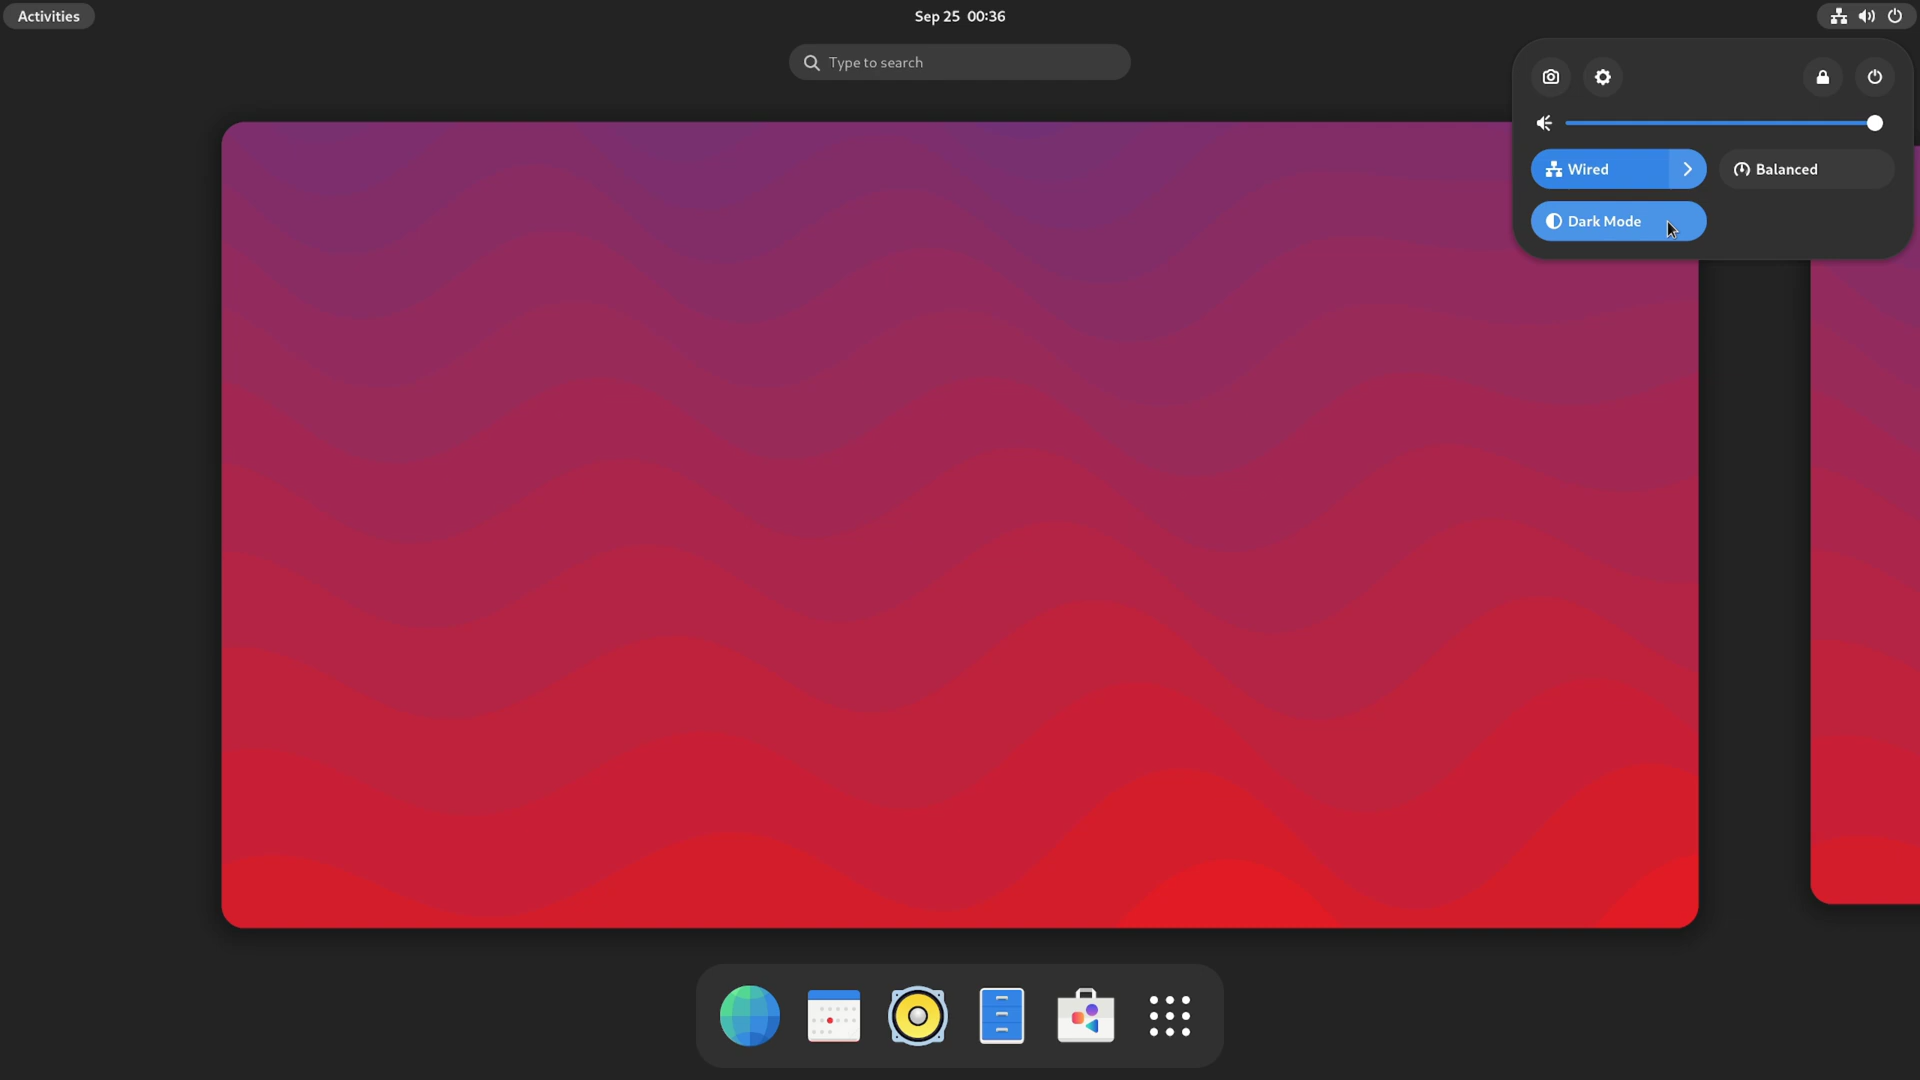 Activities
Sep 25 00:36
Type to search
Wired
Balanced
Dark Mode